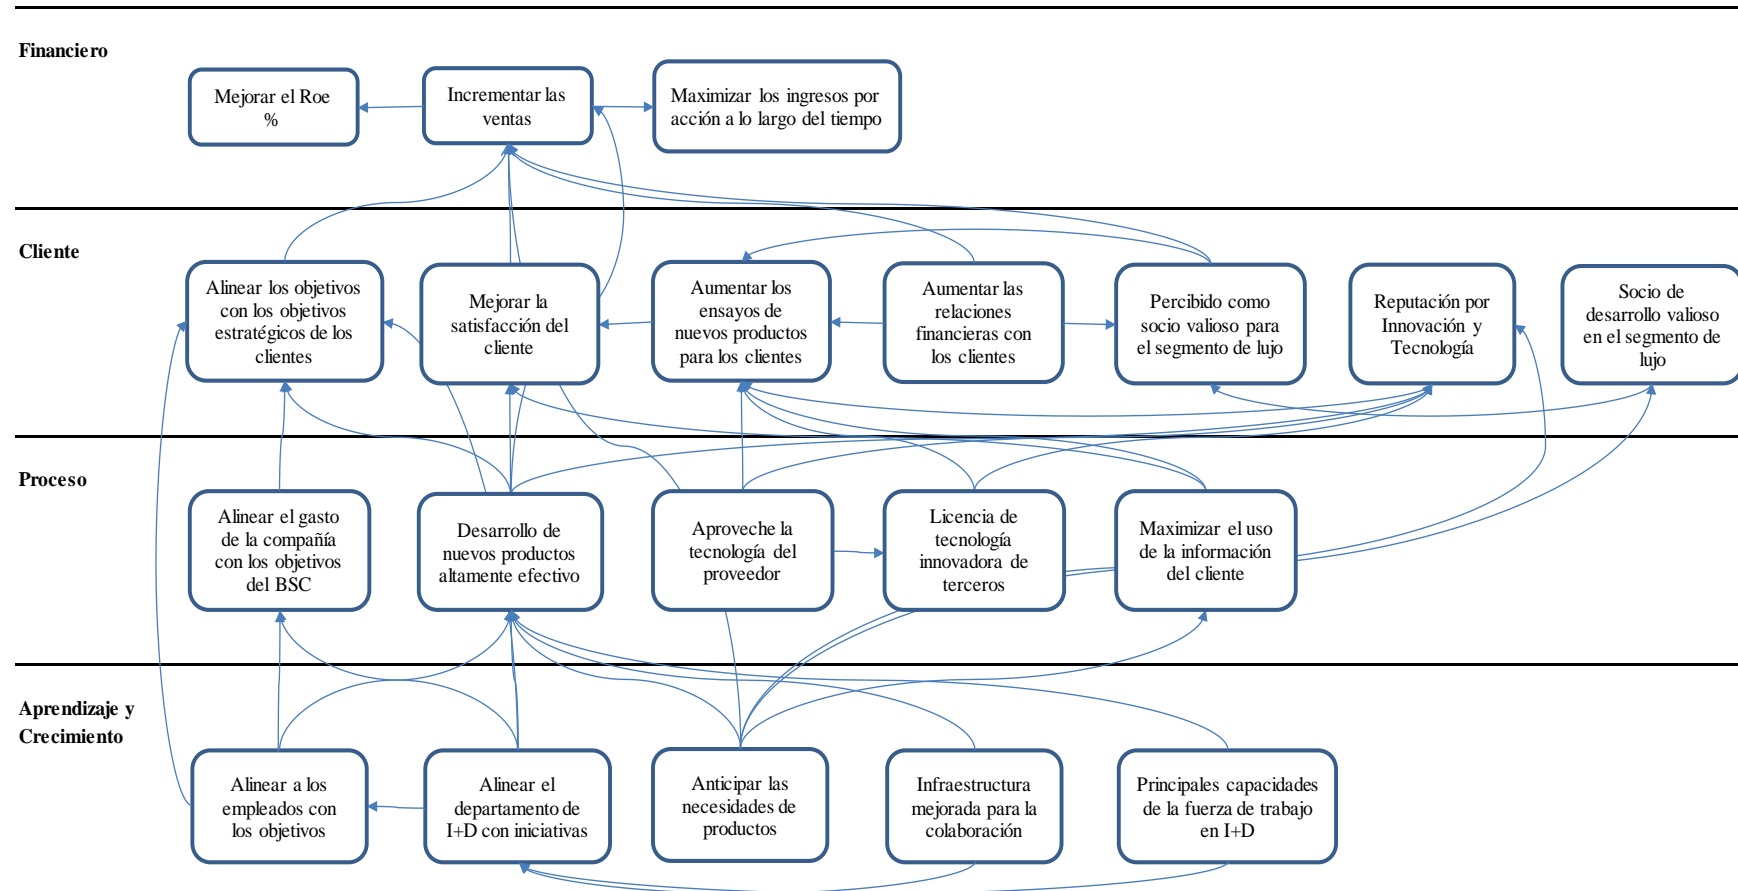 Financiero
Mejorar el Roe
%
Incrementar las
ventas
Maximizar los ingresos por
acción a lo largo del tiempo
Cliente
Alinear los objetivos
con los objetivos
estratégicos de los
clientes
Mejorar la
satisfacción del
cliente
Aumentar los
ensayos de
nuevos productos
para los clientes
Aumentar las
relaciones
financieras con
los clientes
Percibido como
socio valioso para
el segmento de lujo
Reputación por
Innovación y
Tecnología
Socio de
desarrollo valioso
en el segmento de
lujo
Proceso
Alinear el gasto
de la compañía
con los objetivos
del BSC
Desarrollo de
nuevos productos
altamente efectivo
Aproveche la
tecnología del
proveedor
Licencia de
tecnología
innovadora de
terceros
Maximizar el uso
de la información
del cliente
Aprendizaje y
Crecimiento
Alinear a los
empleados con
los objetivos
Alinear el
departamento de
I+D con iniciativas
Anticipar las
necesidades de
productos
Infraestructura
mejorada para la
colaboración
Principales capacidades
de la fuerza de trabajo
en I+D